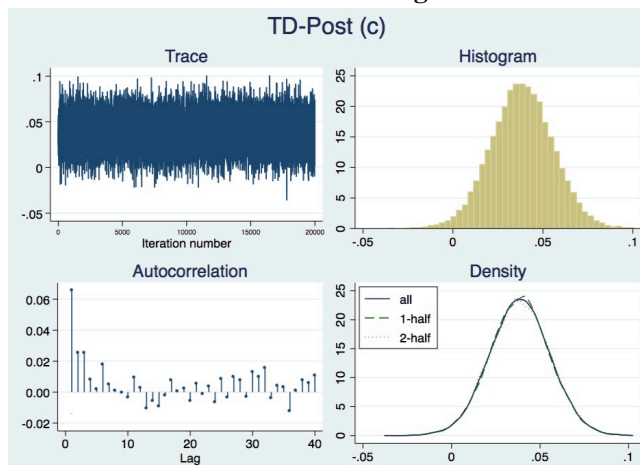 TD-Post (c)
Trace
.1
.05
0
-.05
0 5000 10000 15000 20000
Iteration number
Histogram
25
20
15
10
5
0
-.05 0 .05 .1
Autocorrelation
0.06
0.04
0.02
0.00
-0.02
0 10 20 30 40
Lag
Density
all
1-half
2-half
25
20
15
10
5
0
-.05 0 .05 .1